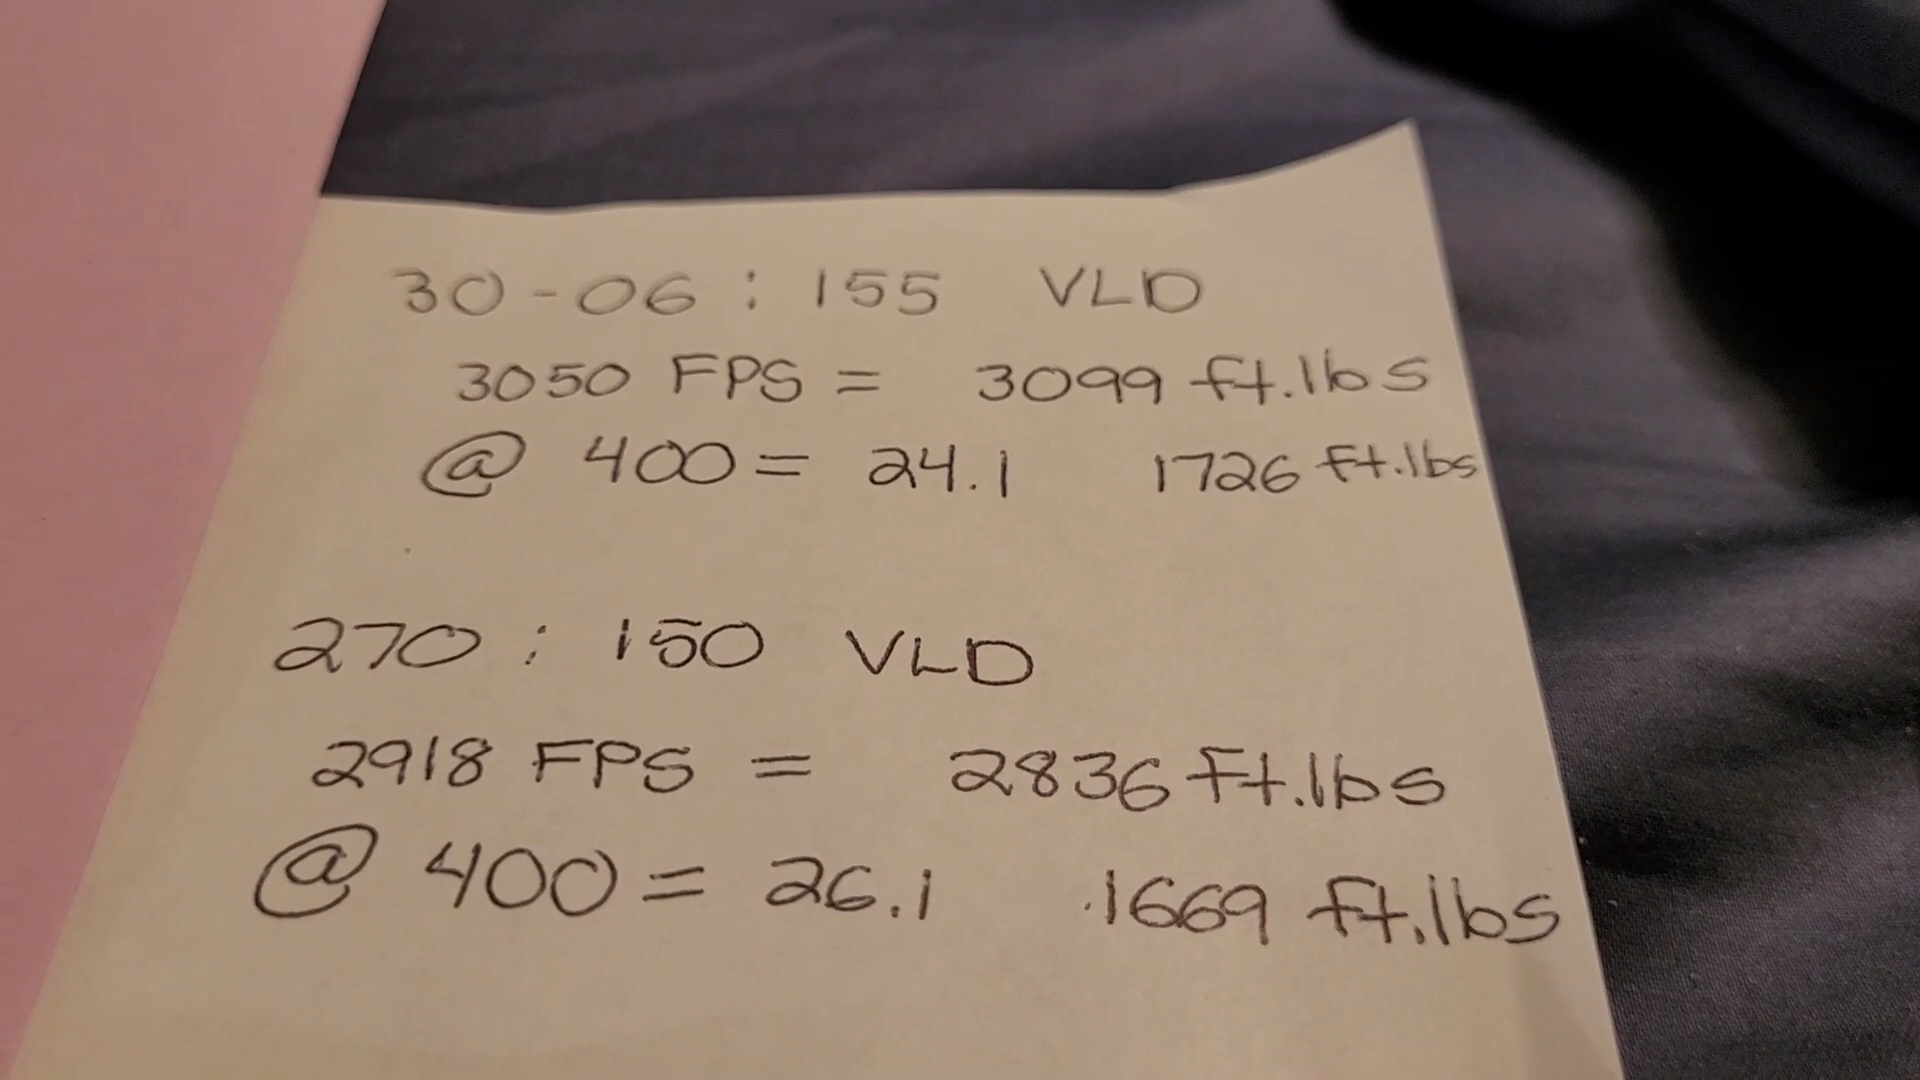 30-06 : 155 VLD
3050 FPS = 3099 ft.lbs
@ 400 = 24.1 1726 ft.lbs
270 : 150 VLD
2918 FPS = 2836 ft.lbs
@ 400 = 26.1 1669 ft.lbs